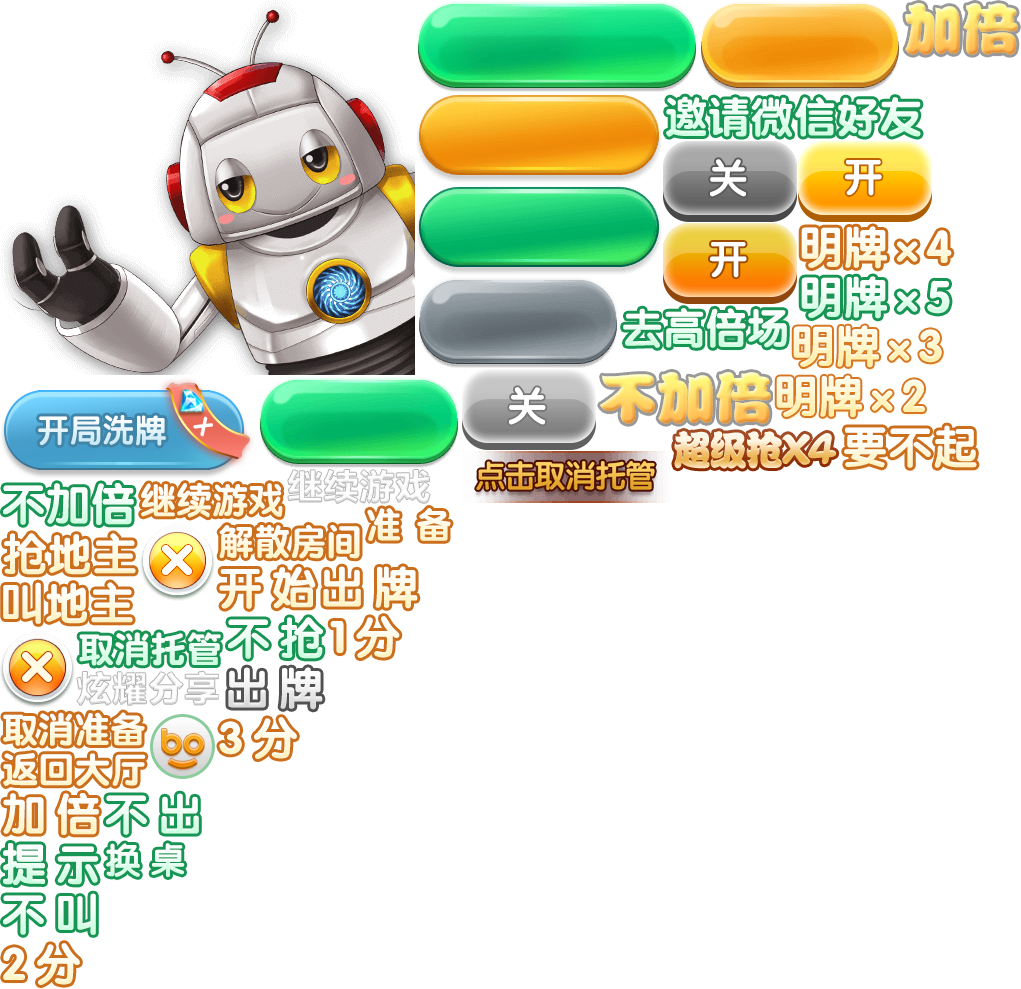 加倍
邀请微信好友
关
开
开
明牌×4
明牌×5
去高倍场
明牌×3
关
不加倍
明牌×2
开局洗牌
超级抢X4
要不起
点击取消托管
不加倍
继续游戏
继续游戏
准 备
抢地主
解散房间
叫地主
开始出牌
取消托管
不 抢
1分
炫耀分享
出 牌
取消准备
bo
3分
返回大厅
加 倍
不 出
提 示
换 桌
不 叫
2分